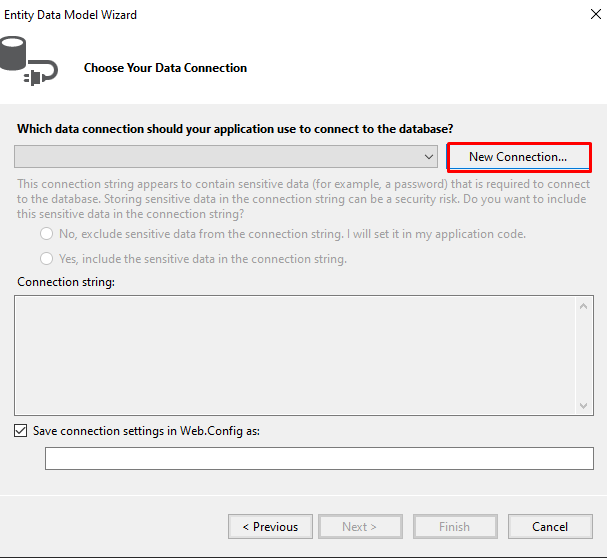 Entity Data Model Wizard
Choose Your Data Connection
Which data connection should your application use to connect to the database?
New Connection...
This connection string appears to contain sensitive data (for example, a password) that is required to connect
to the database. Storing sensitive data in the connection string can be a security risk. Do you want to include
this sensitive data in the connection string?
No, exclude sensitive data from the connection string. I will set it in my application code.
Yes, include the sensitive data in the connection string.
Connection string:
Save connection settings in Web.Config as:
< Previous
Next >
Finish
Cancel